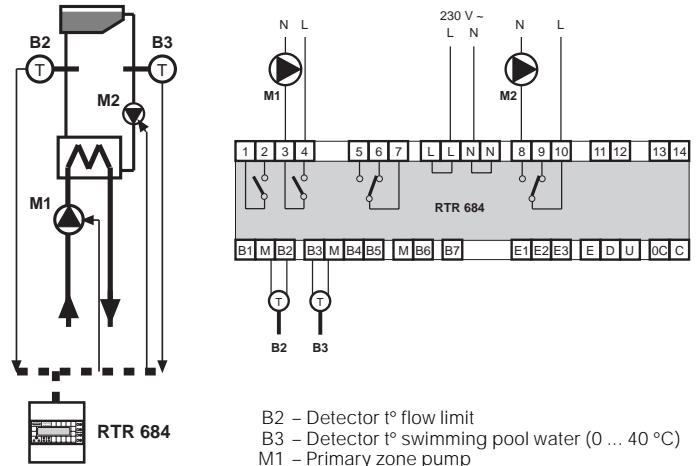 B2
B3
T
T
M2
M1
RTR 684
230 V ~
N L
L N
N L
M1
M2
1 2 3 4 5 6 7 L L N N 8 9 10 11 12 13 14
RTR 684
B1 M B2 B3 M B4 B5 M B6 B7 E1 E2 E3 E D U 0C C
T T
B2 B3
B2 – Detector t° flow limit
B3 – Detector t° swimming pool water (0 ... 40 °C)
M1 – Primary zone pump